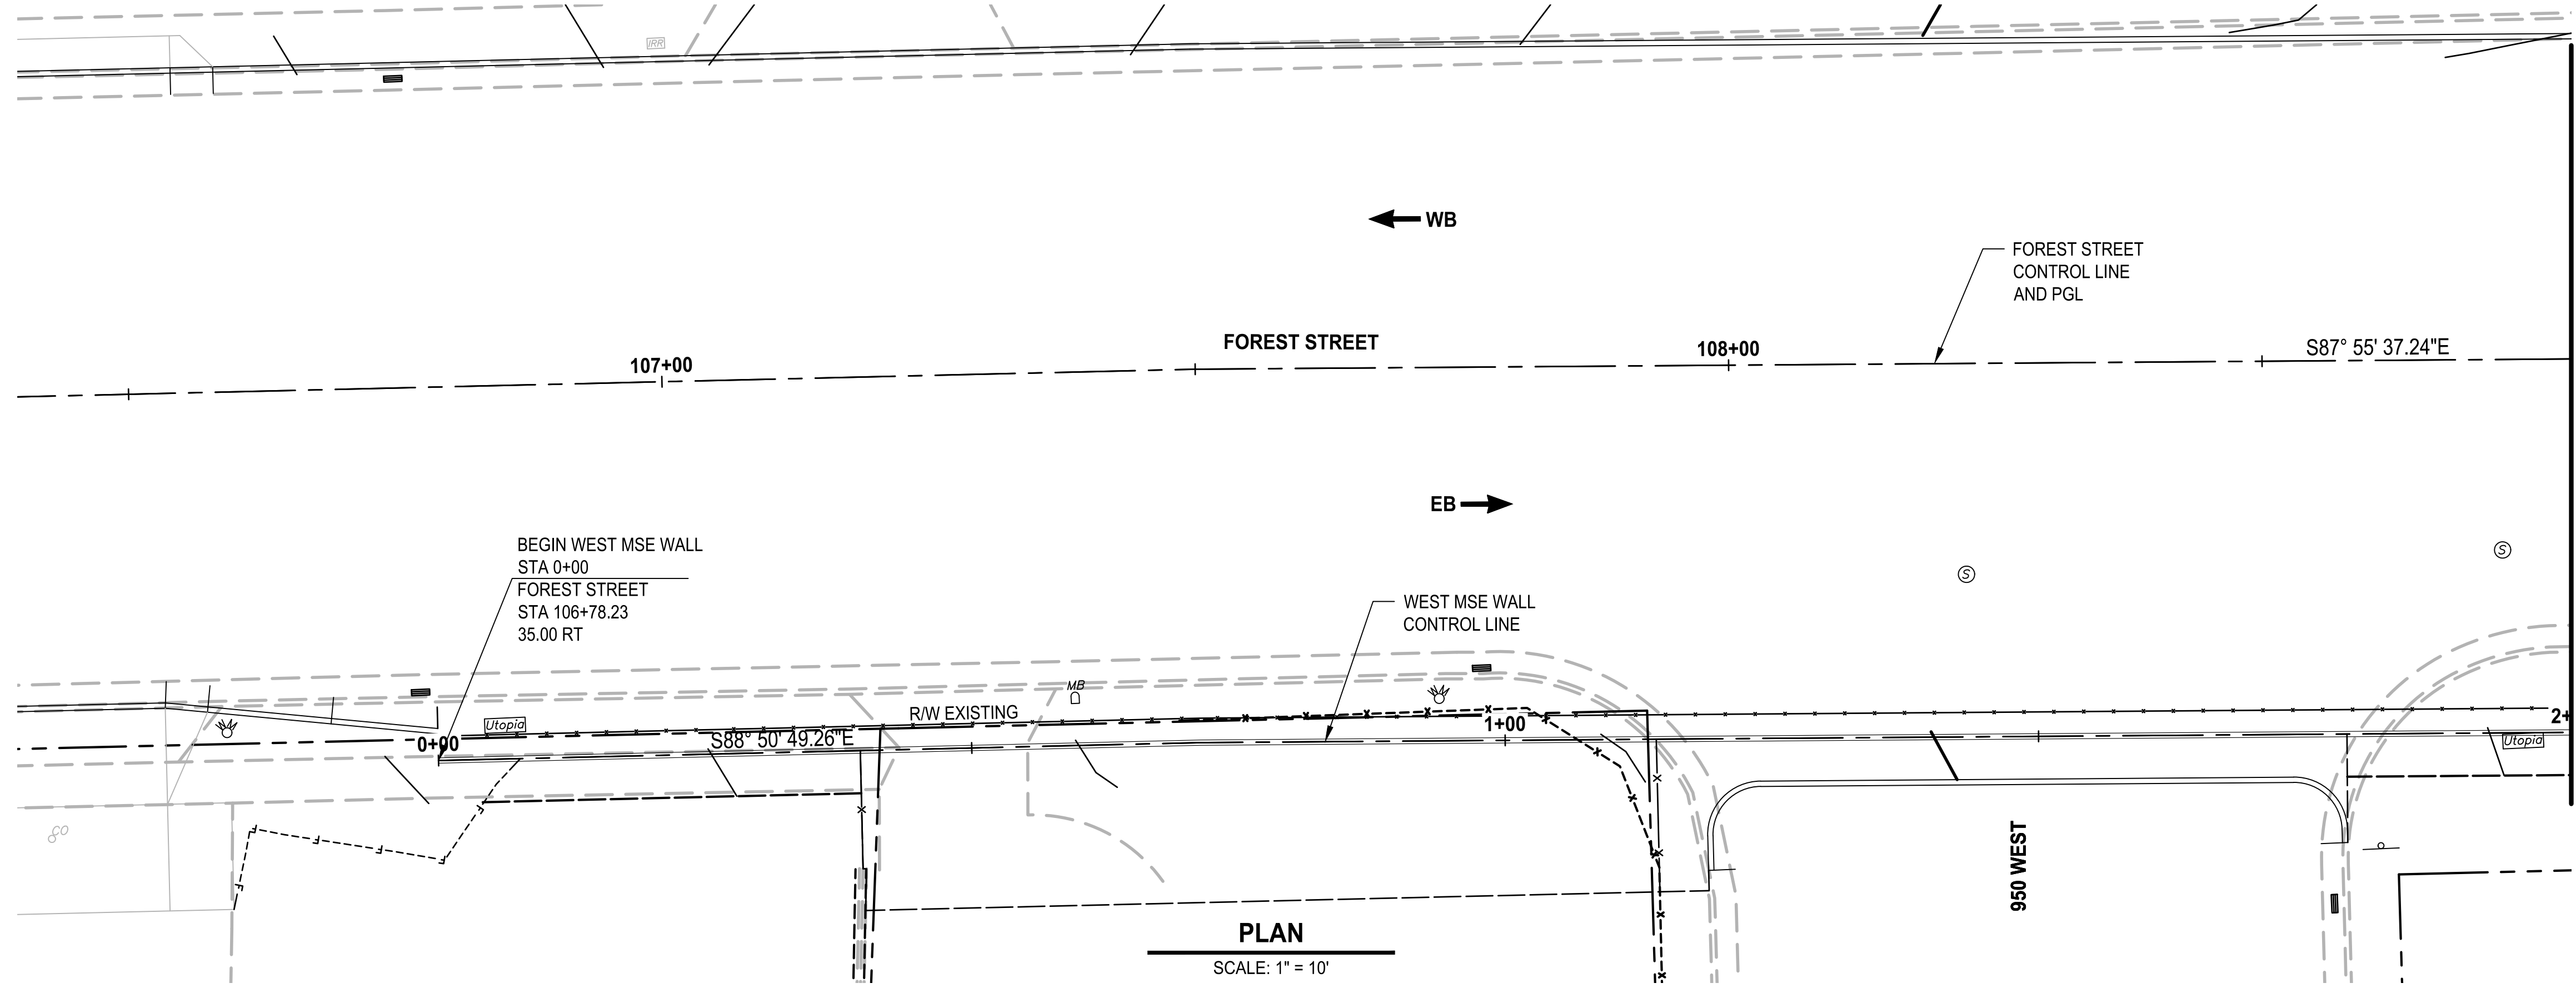 IRR
WB
FOREST STREET
CONTROL LINE
AND PGL
FOREST STREET
107+00
108+00
S87° 55' 37.24"E
EB
BEGIN WEST MSE WALL
STA 0+00
FOREST STREET
STA 106+78.23
35.00 RT
WEST MSE WALL
CONTROL LINE
S
S
MB
R/W EXISTING
Utopia
0+00
S88° 50' 49.26"E
1+00
2+
Utopia
CO
950 WEST
PLAN
SCALE: 1" = 10'